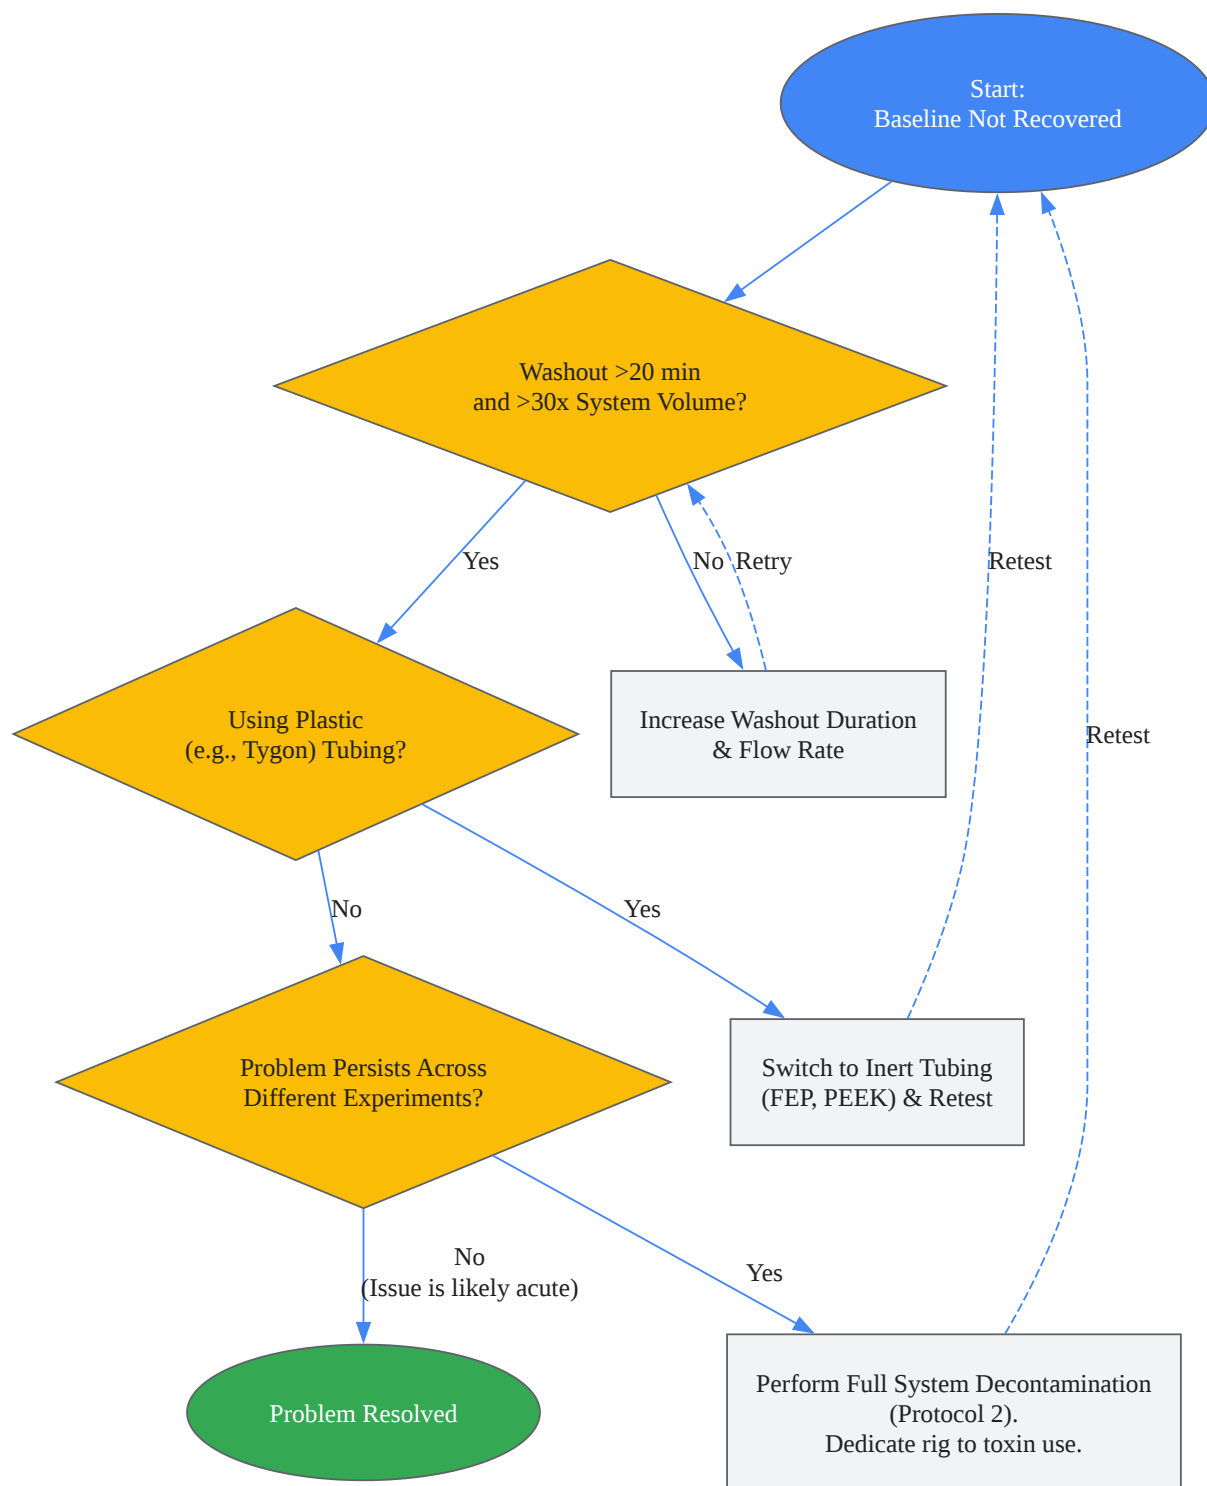 Start:
Baseline Not Recovered
Washout >20 min
and >30x System Volume?
Yes
No
Retry
Retest
Using Plastic
(e.g., Tygon) Tubing?
Increase Washout Duration
& Flow Rate
Retest
No
Yes
Problem Persists Across
Different Experiments?
Switch to Inert Tubing
(FEP, PEEK) & Retest
No
(Issue is likely acute)
Yes
Problem Resolved
Perform Full System Decontamination
(Protocol 2).
Dedicate rig to toxin use.